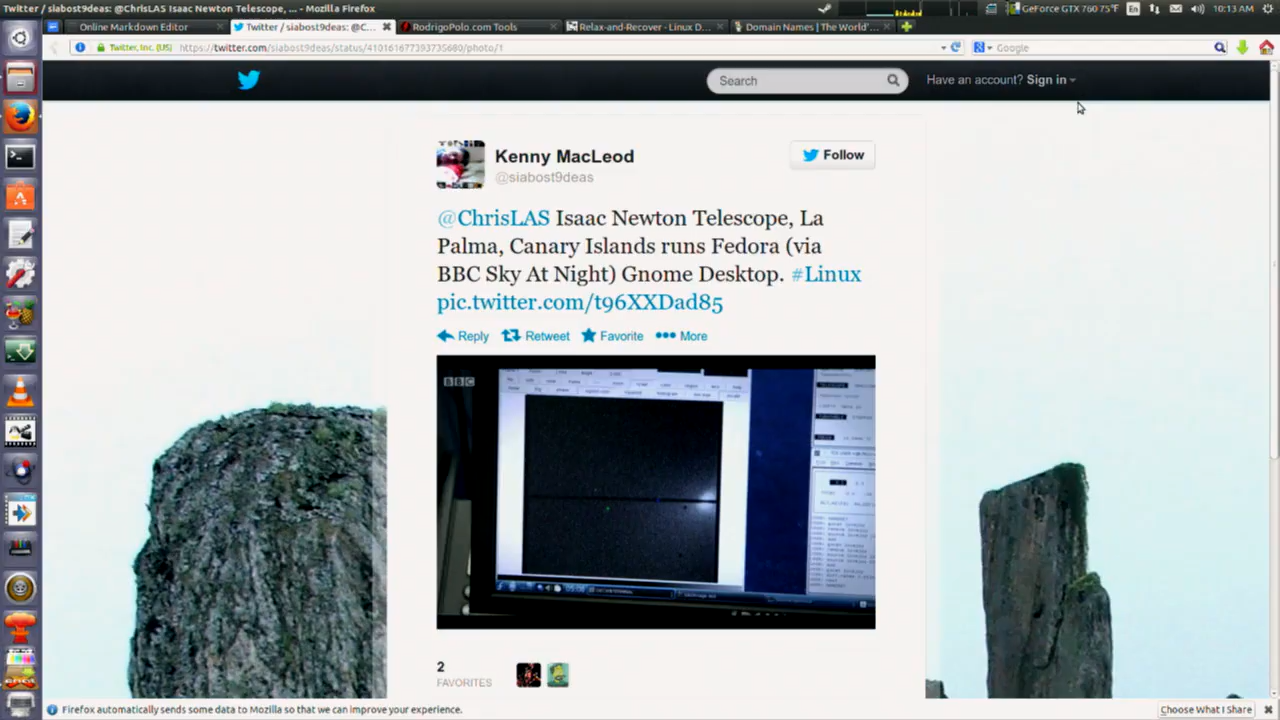 Twitter / siabost9deas: @ChrisLAS Isaac Newton Telescope, ... - Mozilla Firefox
GeForce GTX 760 75°F
En
10:13 AM
Online Markdown Editor
Twitter / siabost9deas: @C...
RodrigoPolo.com Tools
Relax-and-Recover - Linux D...
Domain Names | The World'...
Twitter, Inc. (US)
https://twitter.com/siabost9deas/status/410161677393735680/photo/1
Google
Search
Have an account? Sign in
Kenny MacLeod
@siabost9deas
Follow
@ChrisLAS Isaac Newton Telescope, La
Palma, Canary Islands runs Fedora (via
BBC Sky At Night) Gnome Desktop. #Linux
pic.twitter.com/t96XXDad85
Reply Retweet Favorite More
BBC
2
FAVORITES
Firefox automatically sends some data to Mozilla so that we can improve your experience.
Choose What I Share